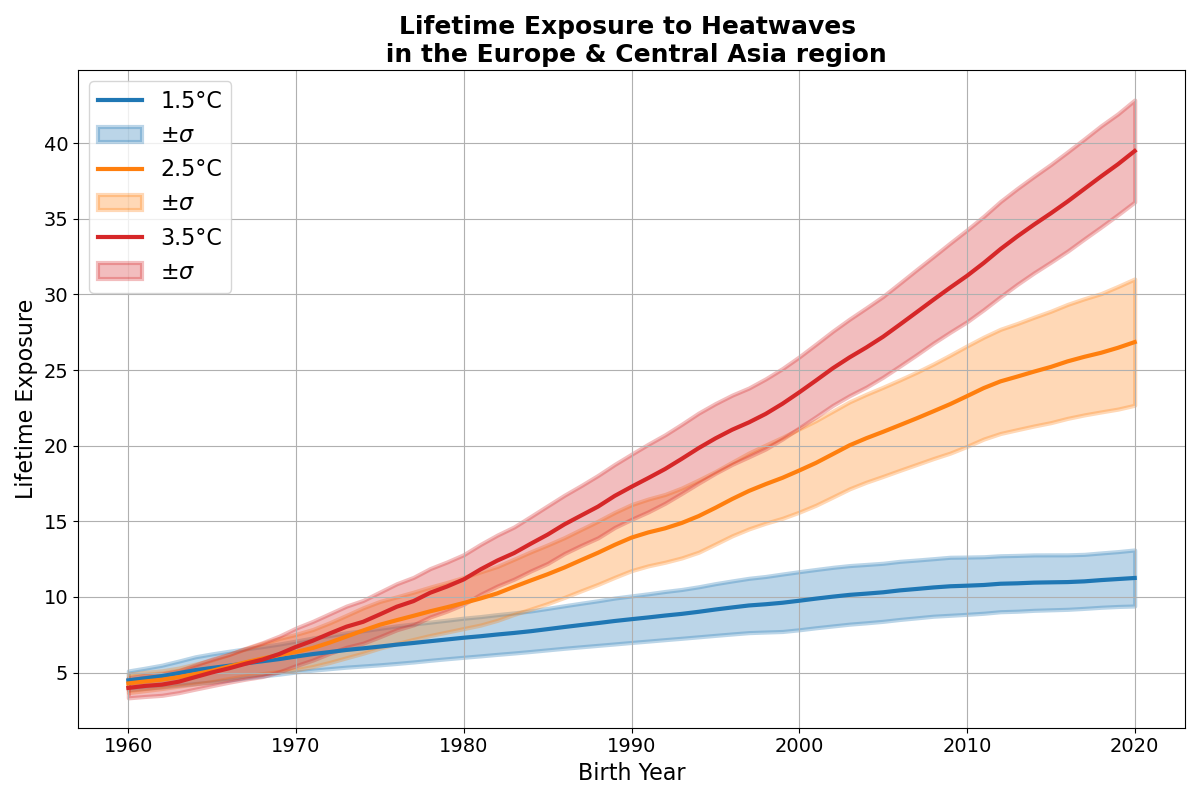 Lifetime Exposure to Heatwaves
in the Europe & Central Asia region
1.5°C
±σ
2.5°C
±σ
3.5°C
±σ
Lifetime Exposure
40
35
30
25
20
15
10
5
1960 1970 1980 1990 2000 2010 2020
Birth Year